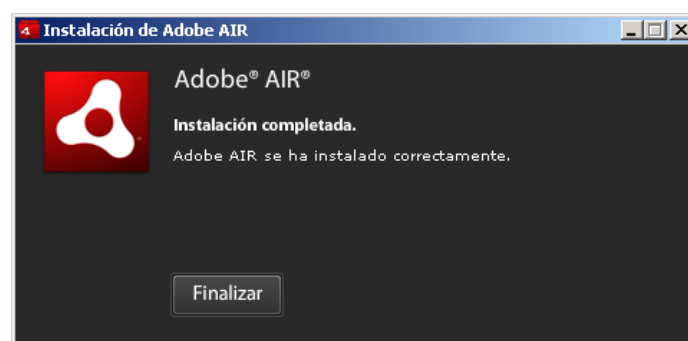 Instalación de Adobe AIR
Adobe® AIR®
Instalación completada.
Adobe AIR se ha instalado correctamente.
Finalizar